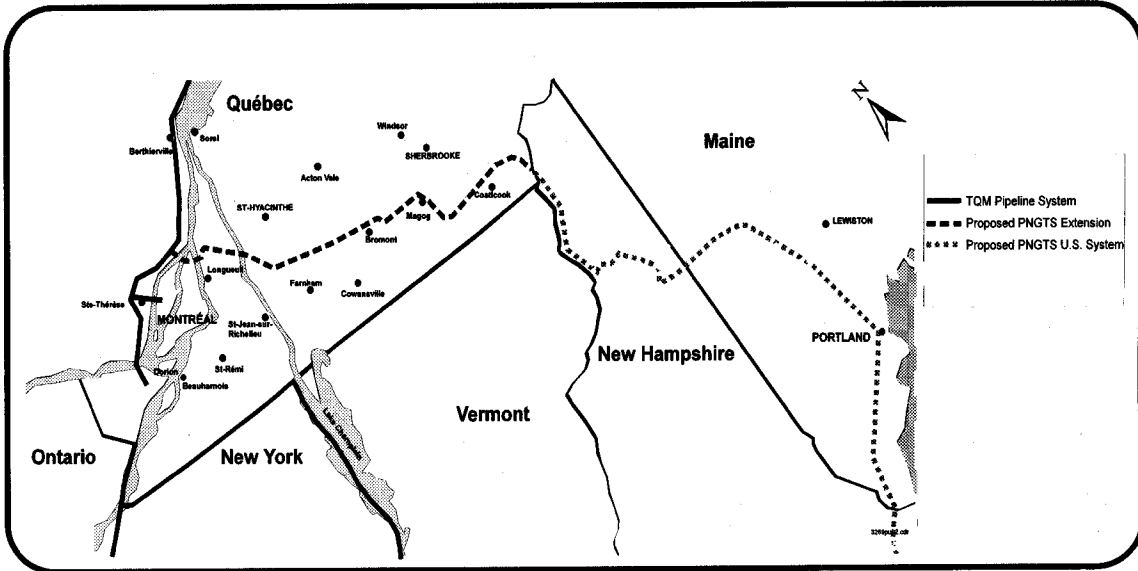 Québec
Windsor
SHERBROOKE
Berthierville
Sorel
Acton Vale
Maine
N
ST-HYACINTHE
Magog
Coaticook
Bromont
LEWISTON
TQM Pipeline System
Proposed PNGTS Extension
Proposed PNGTS U.S. System
Longueuil
Farnham
Cowansville
Ste-Thérèse
MONTRÉAL
St-Jean-sur-
Richelieu
PORTLAND
New Hampshire
St-Rémi
Dorion
Beauharnois
Vermont
Lake Champlain
Ontario
New York